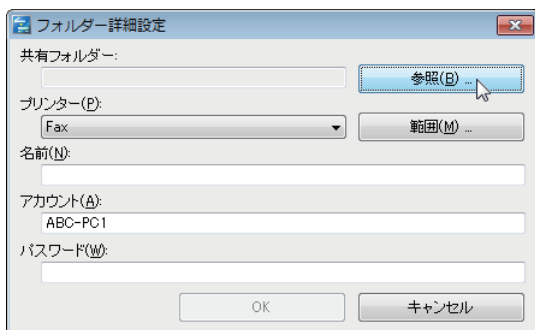 フォルダー詳細設定
共有フォルダー:
参照(B) ...
プリンター(P):
Fax
範囲(M) ...
名前(N):
アカウント(A):
ABC-PC1
パスワード(W):
OK
キャンセル